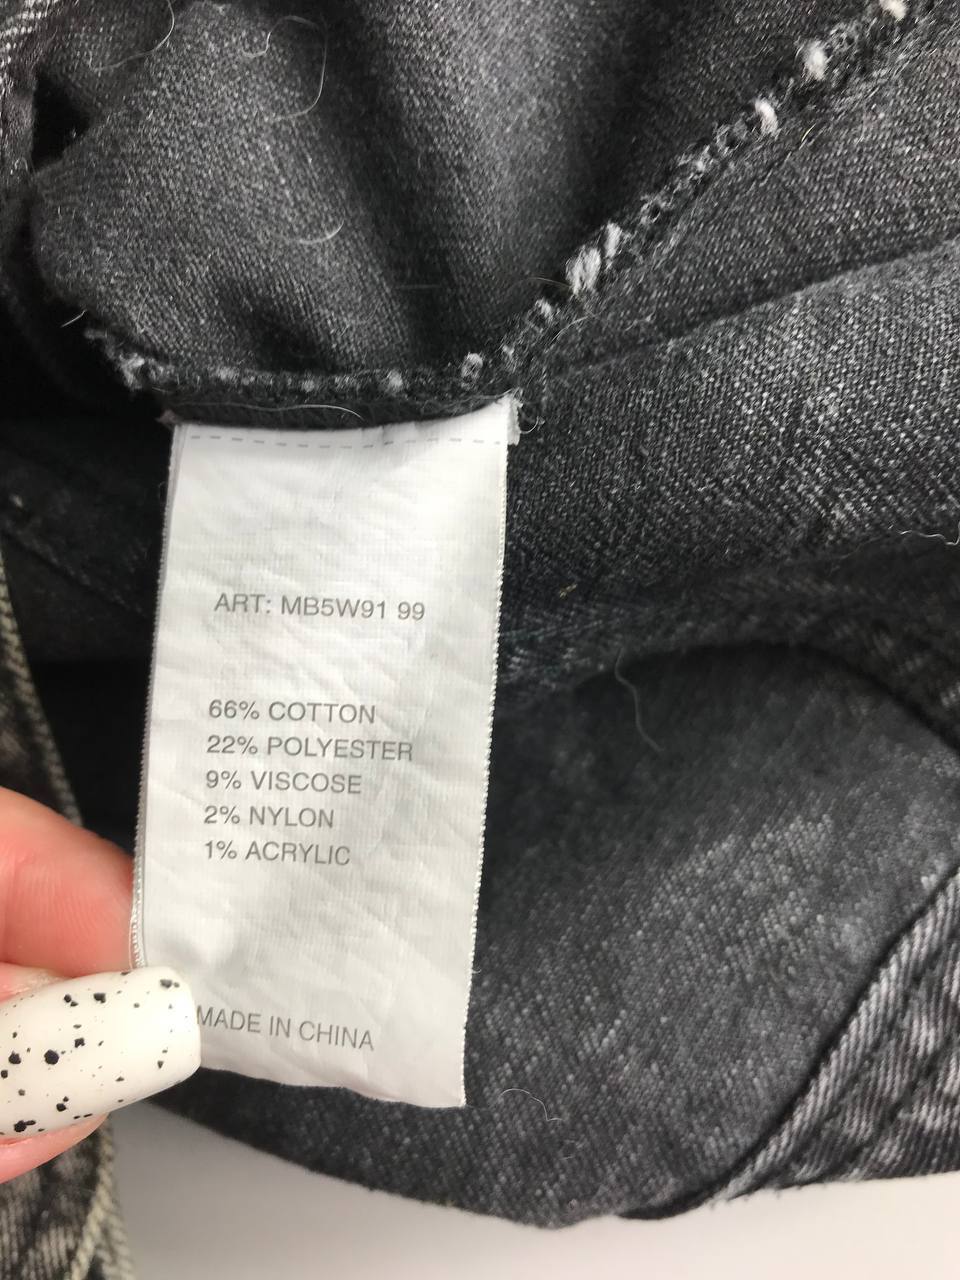 ART: MB5W91 99
66% COTTON
22% POLYESTER
9% VISCOSE
2% NYLON
1% ACRYLIC
MADE IN CHINA